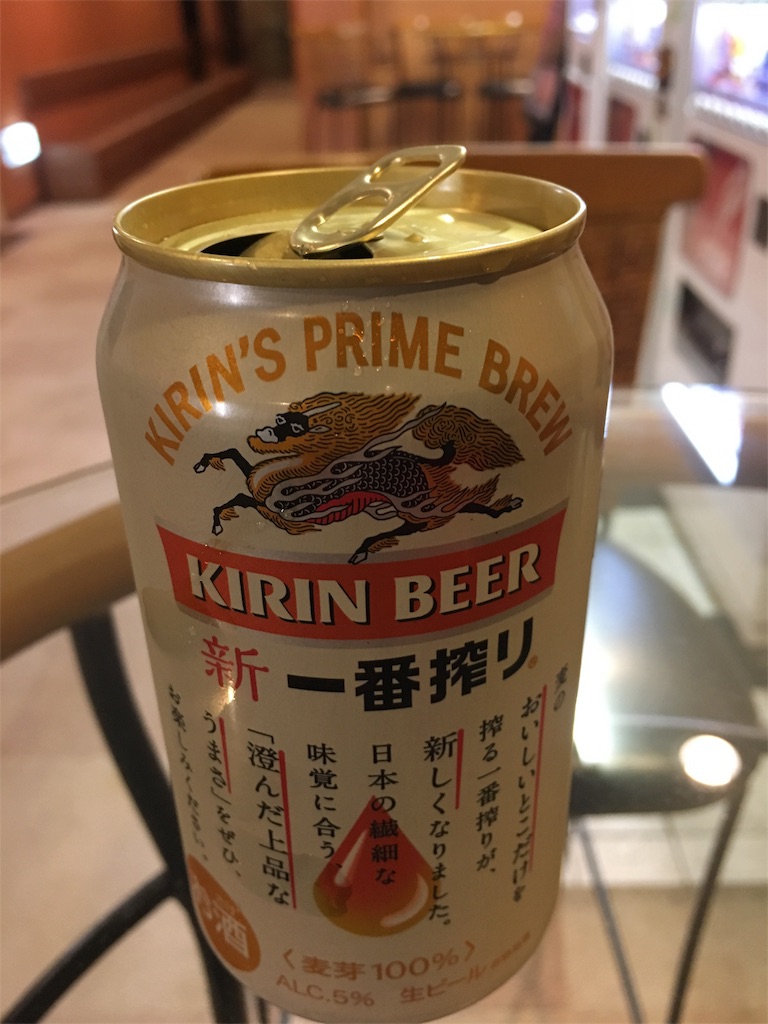 KIRIN'S PRIME BREW
KIRIN BEER
新 一番搾り®
麦の
おいしいとこだけを
搾る一番搾りが、
新しくなりました。
日本の繊細な
味覚に合う、
「澄んだ上品な
うまさ」をぜひ、
お楽しみください。
お酒
〈麦芽100%〉
ALC.5% 生ビール